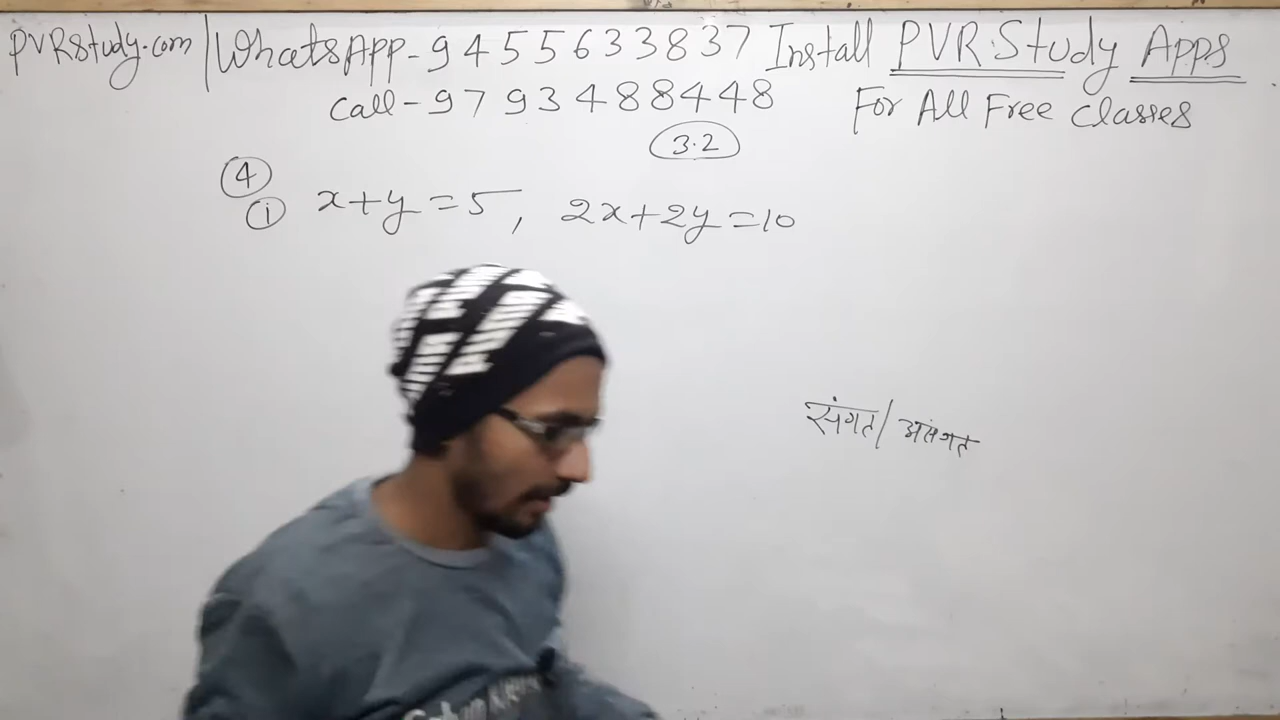 PVRStudy.com | WhatsApp - 9455633837 Install PVR Study Apps
Call - 9793488448 For All Free Classes
3.2
④
① x+y=5, 2x+2y=10
संगत/असंगत